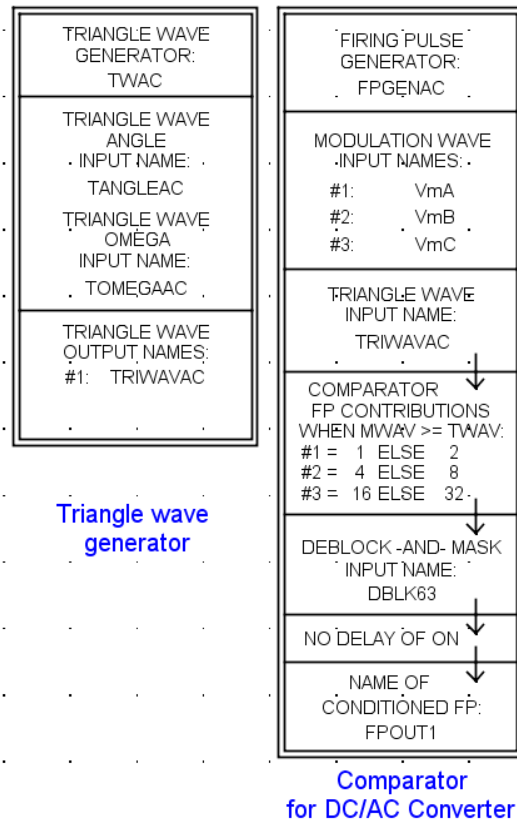 TRIANGLE WAVE
GENERATOR:
TWAC
TRIANGLE WAVE
ANGLE
INPUT NAME:
TANGLEAC
TRIANGLE WAVE
OMEGA
INPUT NAME:
TOMEGAAC
TRIANGLE WAVE
OUTPUT NAMES:
#1: TRIWAVAC
Triangle wave
generator
FIRING PULSE
GENERATOR:
FPGENAC
MODULATION WAVE
INPUT NAMES:
#1: VmA
#2: VmB
#3: VmC
TRIANGLE WAVE
INPUT NAME:
TRIWAVAC
COMPARATOR
FP CONTRIBUTIONS
WHEN MWAV >= TWAV:
#1 = 1 ELSE 2
#2 = 4 ELSE 8
#3 = 16 ELSE 32
DEBLOCK -AND- MASK
INPUT NAME:
DBLK63
NO DELAY OF ON
NAME OF
CONDITIONED FP:
FPOUT1
Comparator
for DC/AC Converter